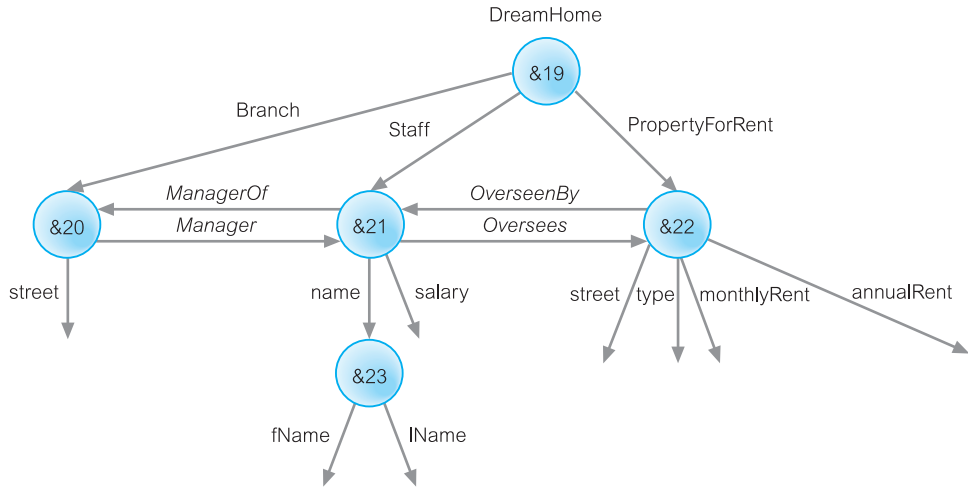 DreamHome
&19
Branch
Staff
PropertyForRent
ManagerOf
OverseenBy
&20
Manager
&21
Oversees
&22
street
name
salary
street
type
monthlyRent
annualRent
&23
fName
lName